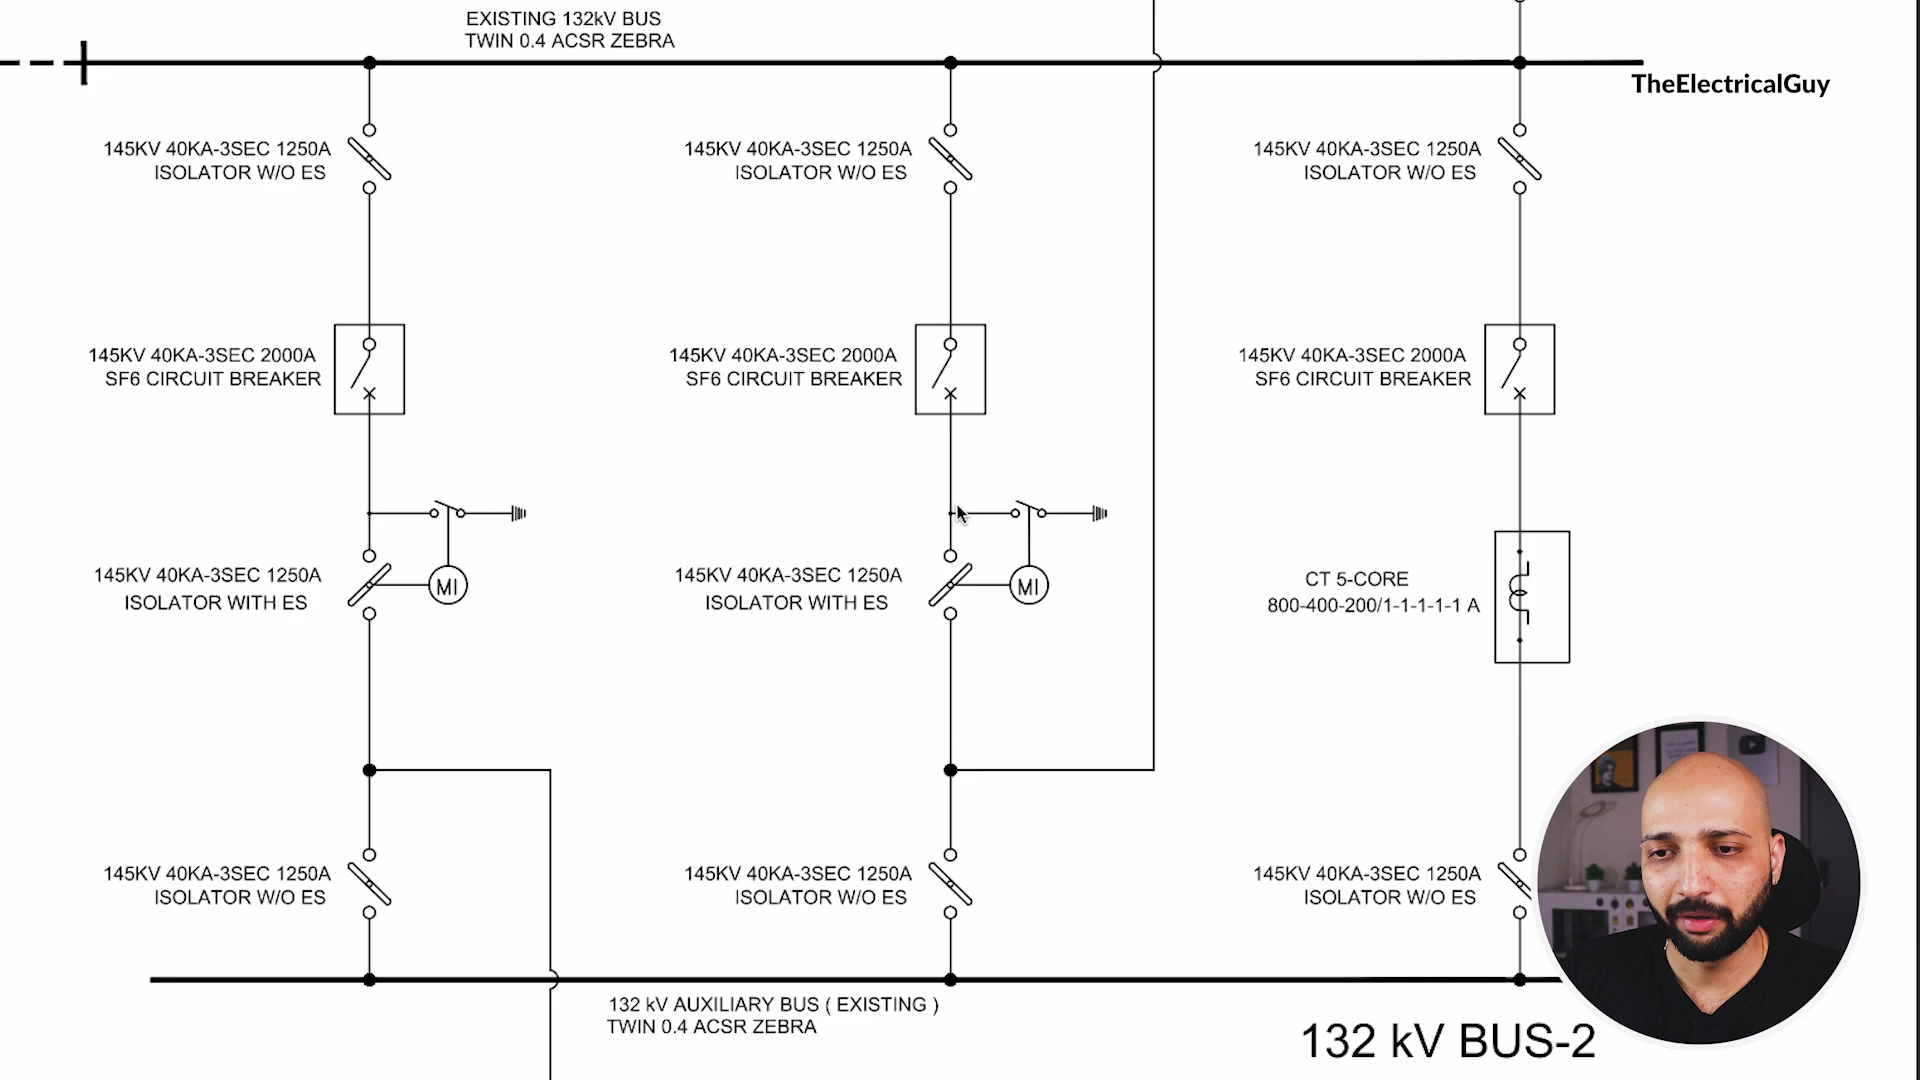 EXISTING 132kV BUS
TWIN 0.4 ACSR ZEBRA
TheElectricalGuy
145KV 40KA-3SEC 1250A
ISOLATOR W/O ES
145KV 40KA-3SEC 1250A
ISOLATOR W/O ES
145KV 40KA-3SEC 1250A
ISOLATOR W/O ES
145KV 40KA-3SEC 2000A
SF6 CIRCUIT BREAKER
145KV 40KA-3SEC 2000A
SF6 CIRCUIT BREAKER
145KV 40KA-3SEC 2000A
SF6 CIRCUIT BREAKER
145KV 40KA-3SEC 1250A
ISOLATOR WITH ES
MI
145KV 40KA-3SEC 1250A
ISOLATOR WITH ES
MI
CT 5-CORE
800-400-200/1-1-1-1-1 A
145KV 40KA-3SEC 1250A
ISOLATOR W/O ES
145KV 40KA-3SEC 1250A
ISOLATOR W/O ES
145KV 40KA-3SEC 1250A
ISOLATOR W/O ES
132 kV AUXILIARY BUS ( EXISTING )
TWIN 0.4 ACSR ZEBRA
132 kV BUS-2